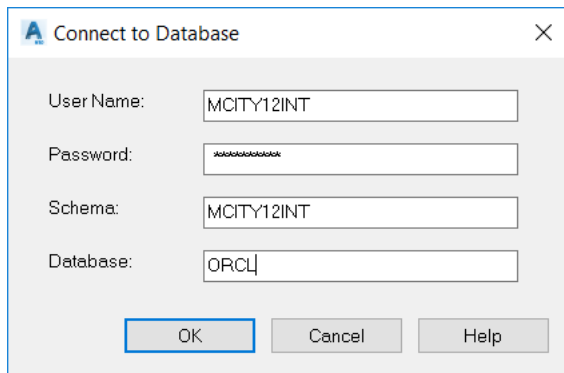 Connect to Database
User Name: MCITY12INT
Password: **********
Schema: MCITY12INT
Database: ORCL
OK Cancel Help